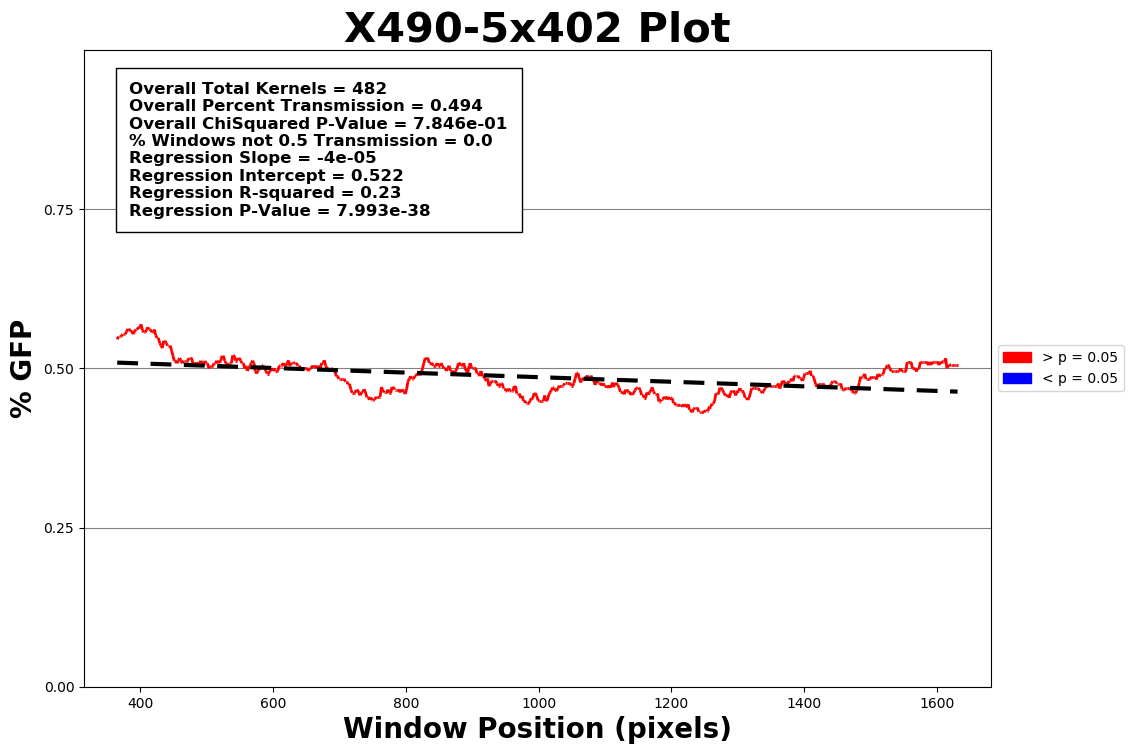 X490-5x402 Plot
Overall Total Kernels = 482
Overall Percent Transmission = 0.494
Overall ChiSquared P-Value = 7.846e-01
% Windows not 0.5 Transmission = 0.0
Regression Slope = -4e-05
Regression Intercept = 0.522
Regression R-squared = 0.23
Regression P-Value = 7.993e-38
% GFP
0.75
0.50
0.25
0.00
> p = 0.05
< p = 0.05
400 600 800 1000 1200 1400 1600
Window Position (pixels)